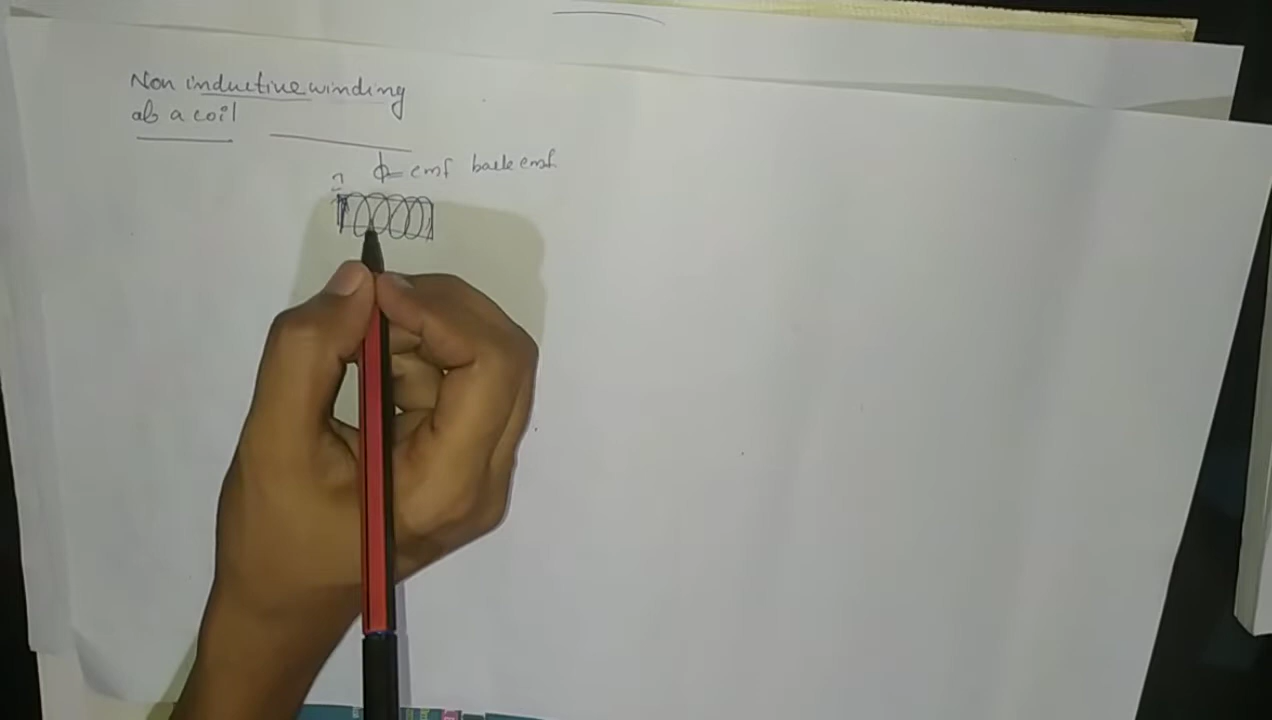 Non inductive winding
of a coil
ϕ = emf back emf